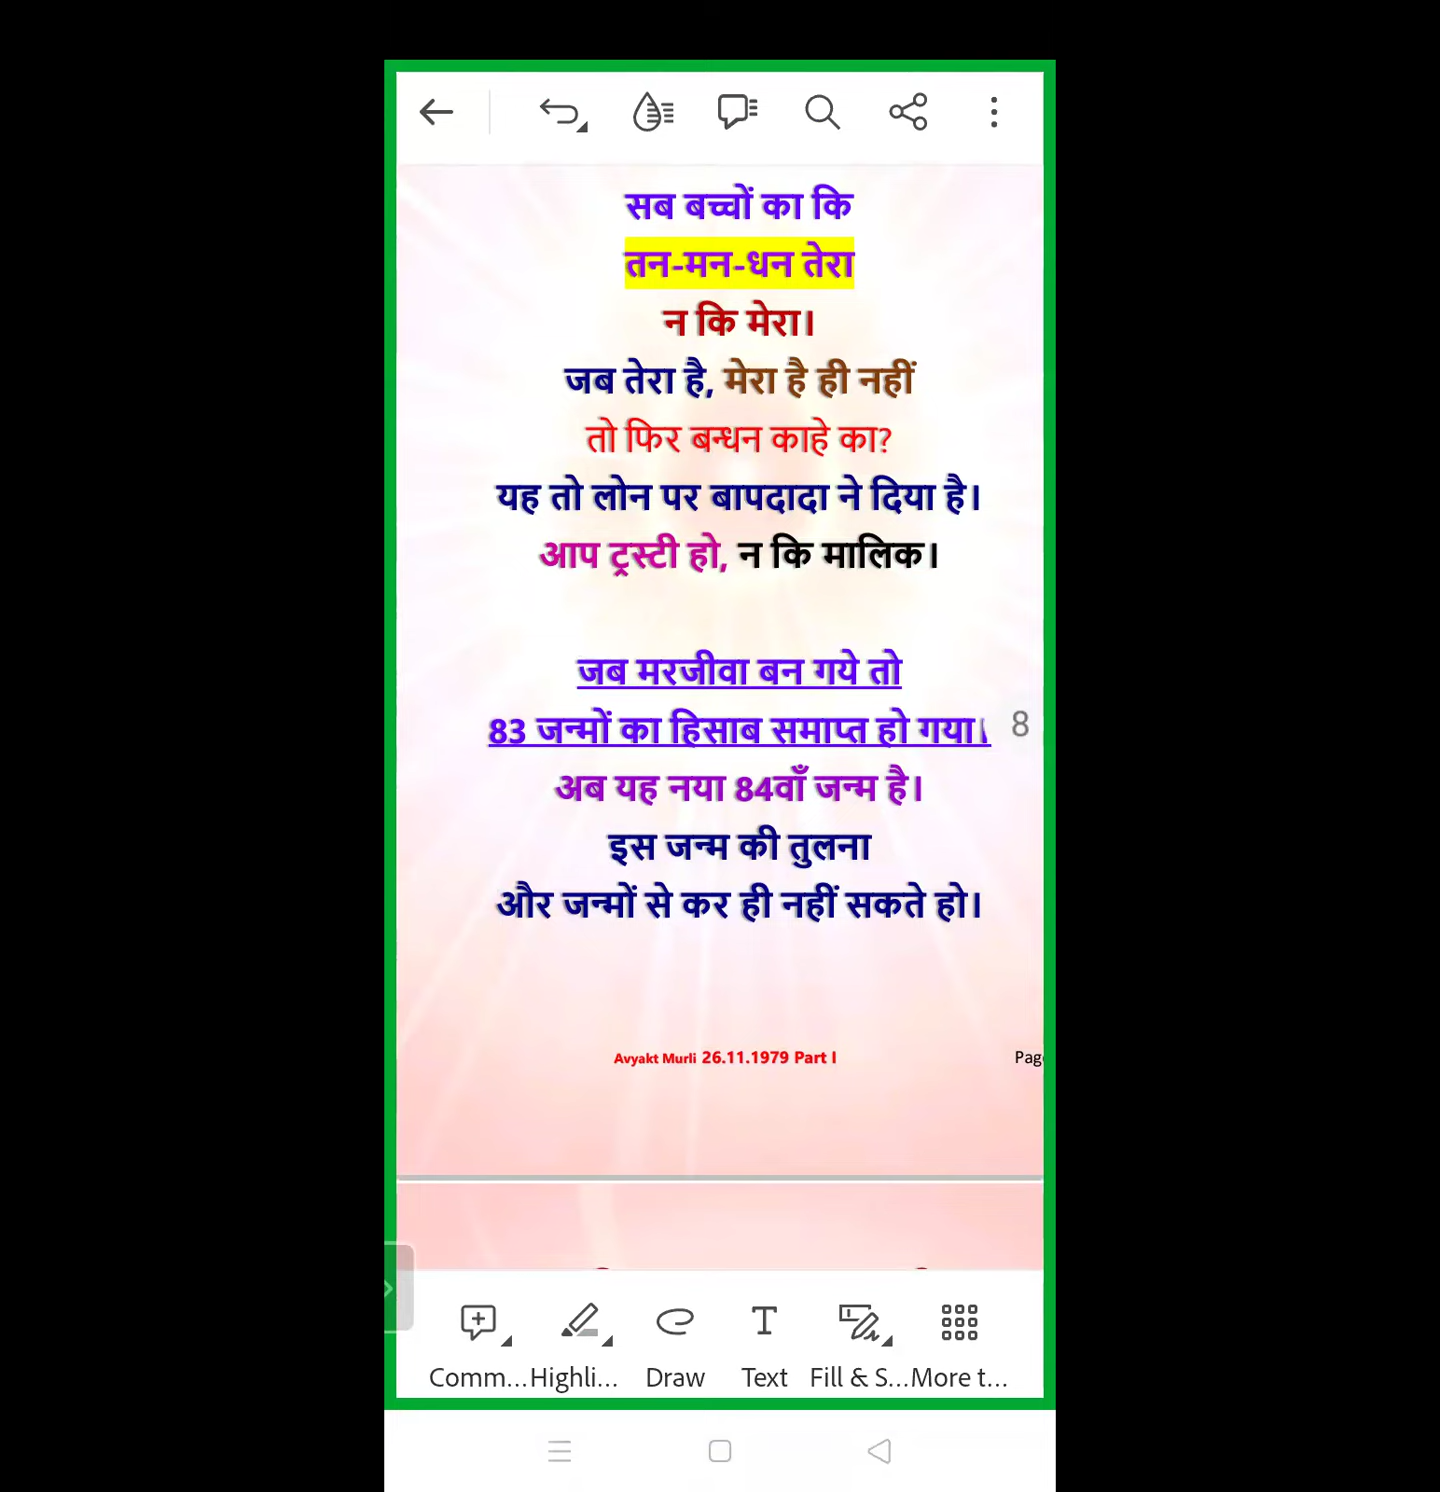 सब बच्चों का कि
तन-मन-धन तेरा
न कि मेरा।
जब तेरा है, मेरा है ही नहीं
तो फिर बन्धन काहे का?
यह तो लोन पर बापदादा ने दिया है।
आप ट्रस्टी हो, न कि मालिक।
जब मरजीवा बन गये तो
83 जन्मों का हिसाब समाप्त हो गया।
8
अब यह नया 84वाँ जन्म है।
इस जन्म की तुलना
और जन्मों से कर ही नहीं सकते हो।
Avyakt Murli 26.11.1979 Part I
Pag
Comm... Highli... Draw Text Fill & S... More t...